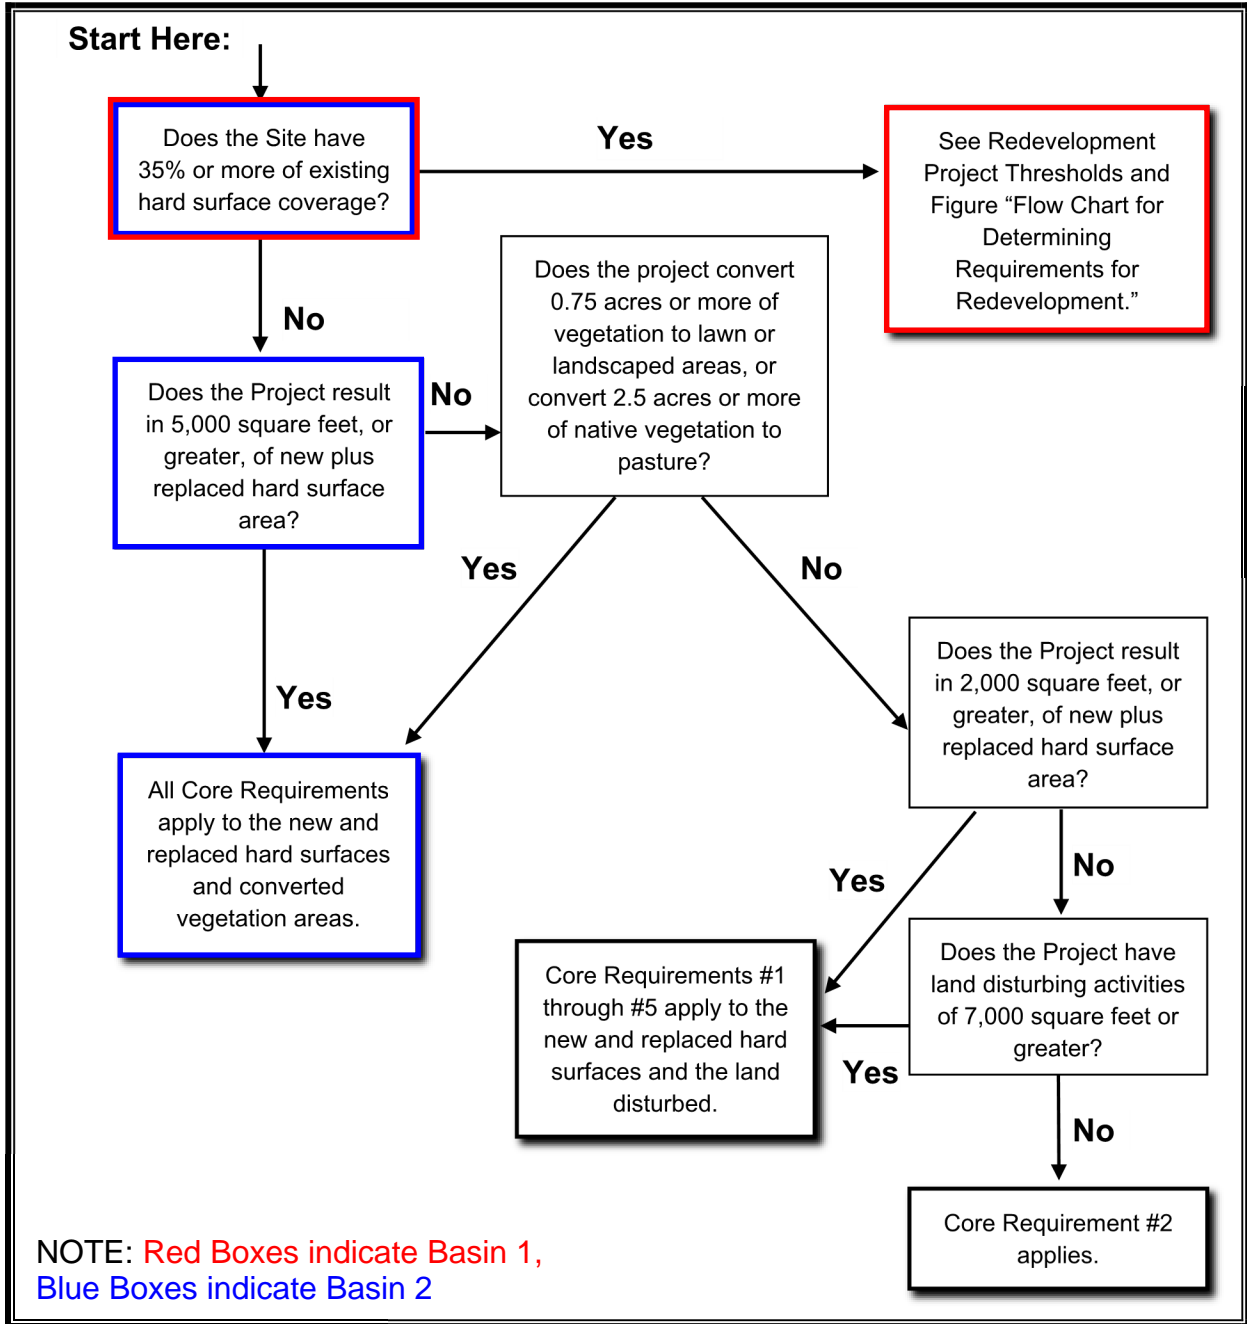 Start Here:
Does the Site have
35% or more of existing
hard surface coverage?
Yes
See Redevelopment
Project Thresholds and
Figure “Flow Chart for
Determining
Requirements for
Redevelopment.”
No
Does the Project result
in 5,000 square feet, or
greater, of new plus
replaced hard surface
area?
No
Does the project convert
0.75 acres or more of
vegetation to lawn or
landscaped areas, or
convert 2.5 acres or more
of native vegetation to
pasture?
Yes
No
Yes
All Core Requirements
apply to the new and
replaced hard surfaces
and converted
vegetation areas.
Does the Project result
in 2,000 square feet, or
greater, of new plus
replaced hard surface
area?
Yes
No
Core Requirements #1
through #5 apply to the
new and replaced hard
surfaces and the land
disturbed.
Does the Project have
land disturbing activities
of 7,000 square feet or
greater?
Yes
No
Core Requirement #2
applies.
NOTE: Red Boxes indicate Basin 1,
Blue Boxes indicate Basin 2